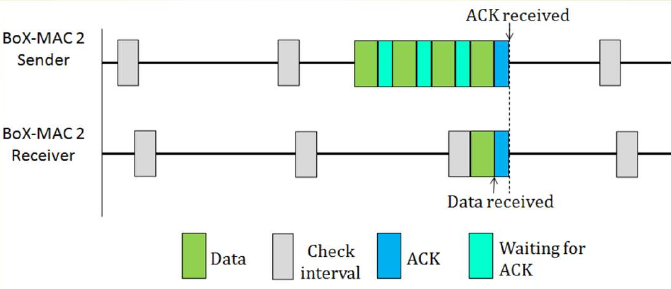 ACK received
BoX-MAC 2
Sender
BoX-MAC 2
Receiver
Data received
Data
Check
interval
ACK
Waiting for
ACK